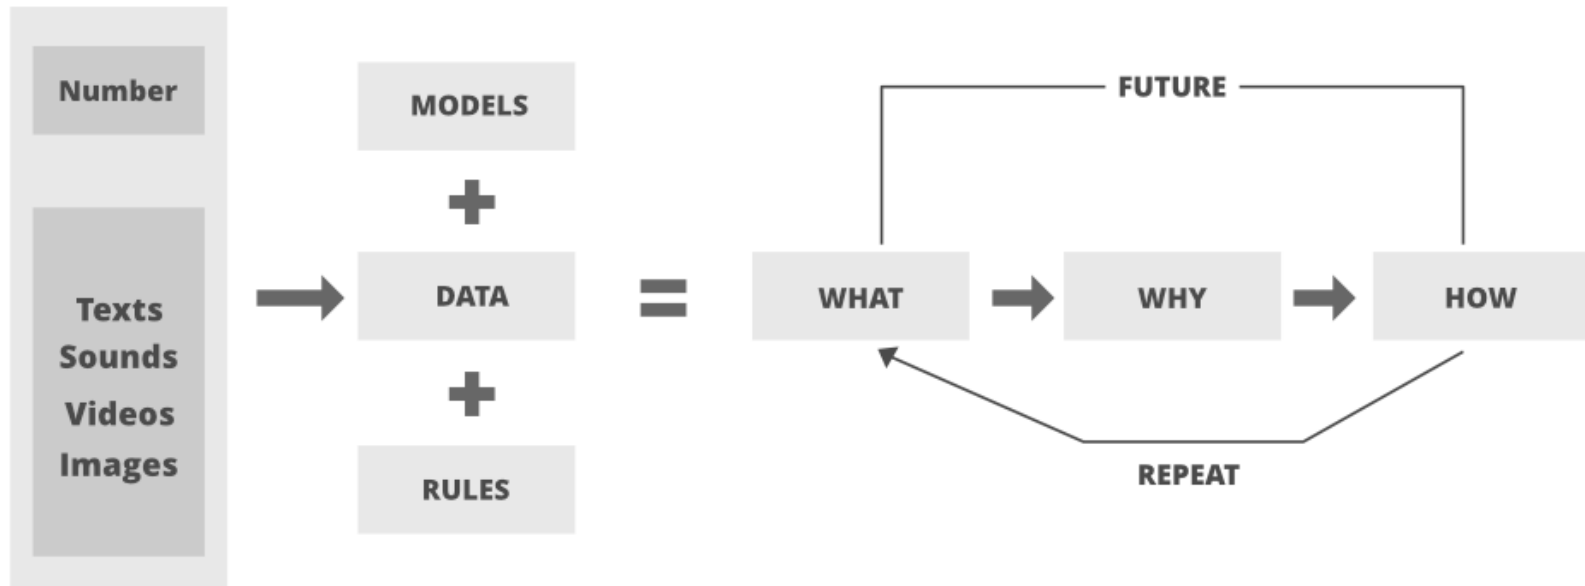 Number
Texts
Sounds
Videos
Images
MODELS
DATA
RULES
FUTURE
WHAT
WHY
HOW
REPEAT